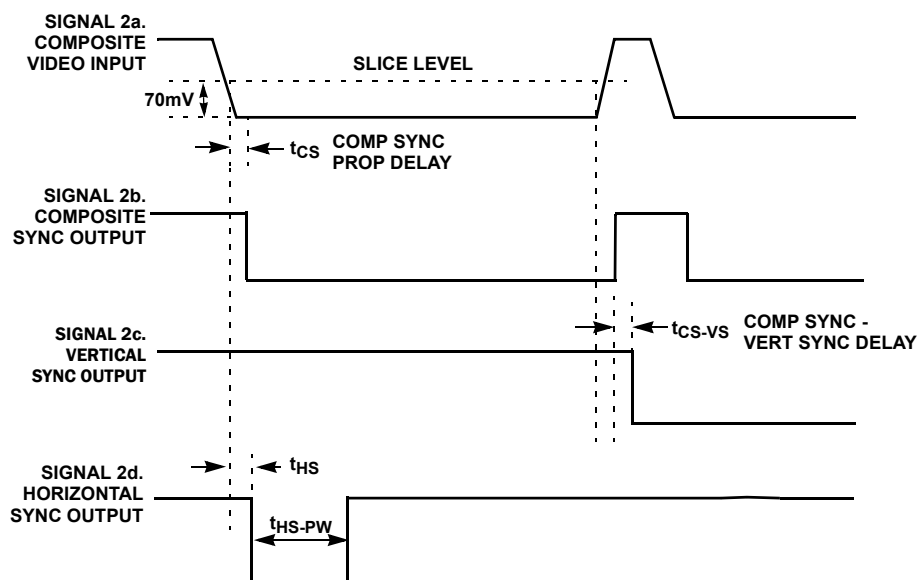 SIGNAL 2a.
COMPOSITE
VIDEO INPUT
SLICE LEVEL
70mV
tCS
COMP SYNC
PROP DELAY
SIGNAL 2b.
COMPOSITE
SYNC OUTPUT
tCS-VS
COMP SYNC -
VERT SYNC DELAY
SIGNAL 2c.
VERTICAL
SYNC OUTPUT
tHS
SIGNAL 2d.
HORIZONTAL
SYNC OUTPUT
tHS-PW